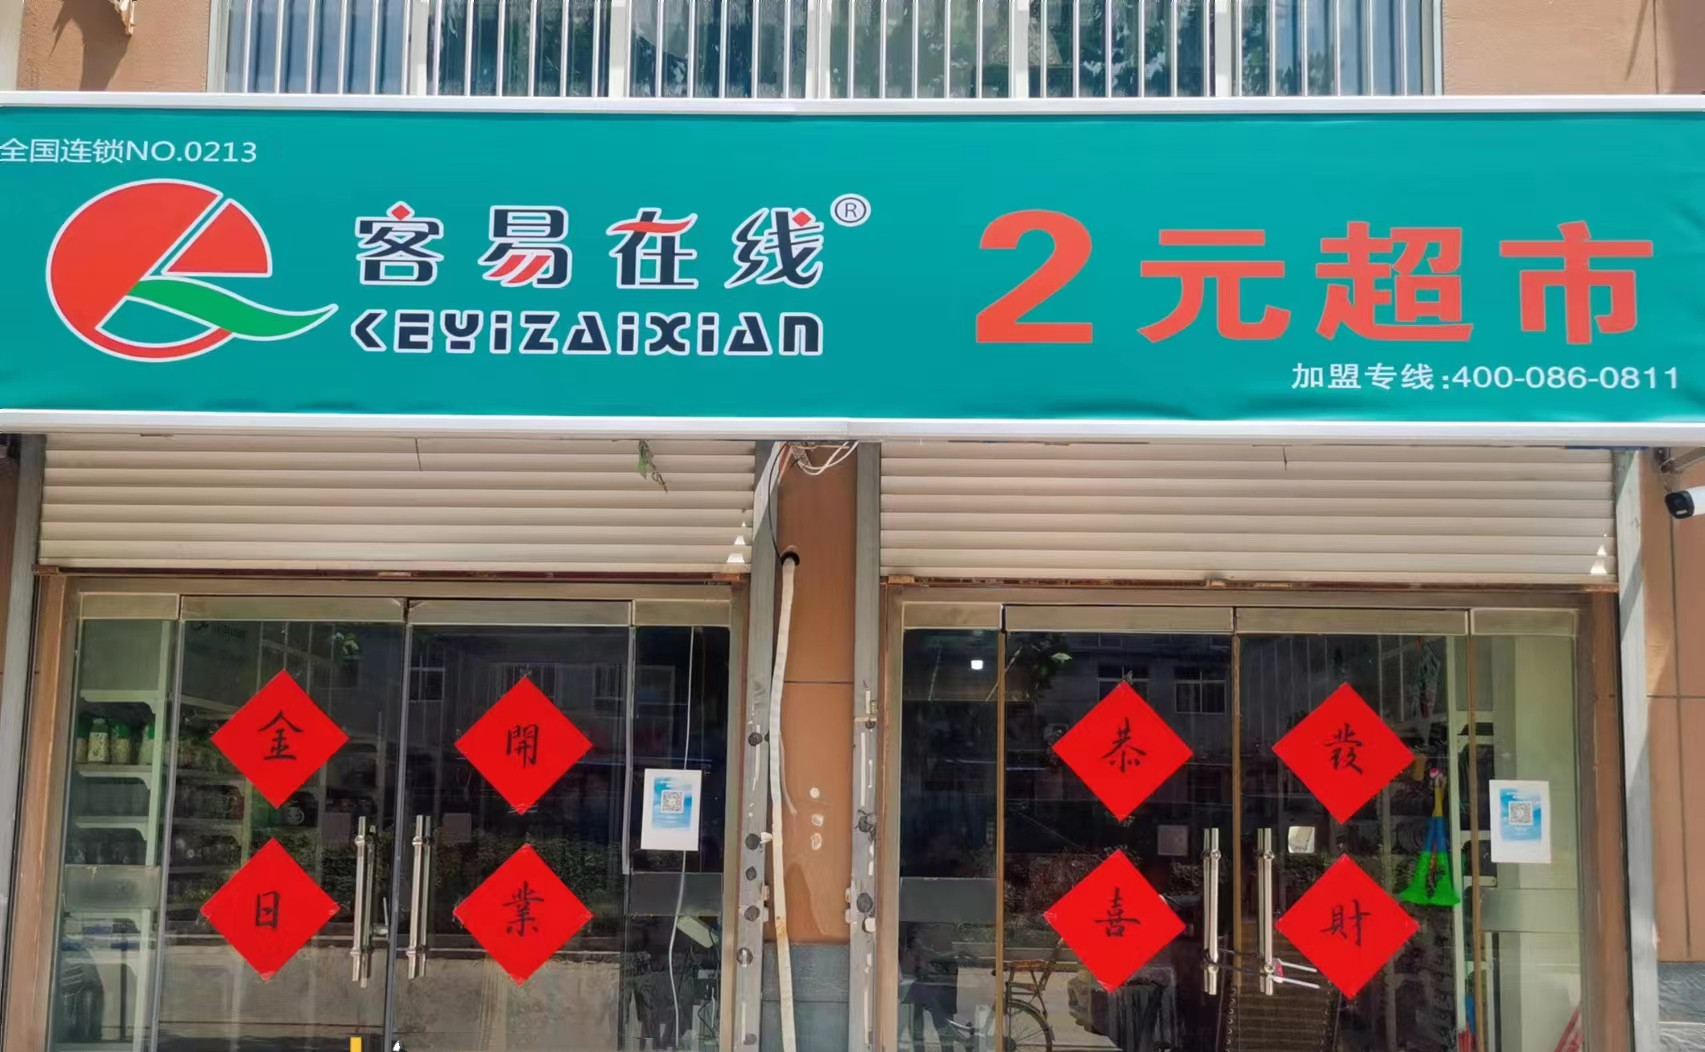 全国连锁NO.0213
客易在线®
KEYIZAIXIAN
2元超市
加盟专线:400-086-0811
金
日
開
業
恭
喜
發
財